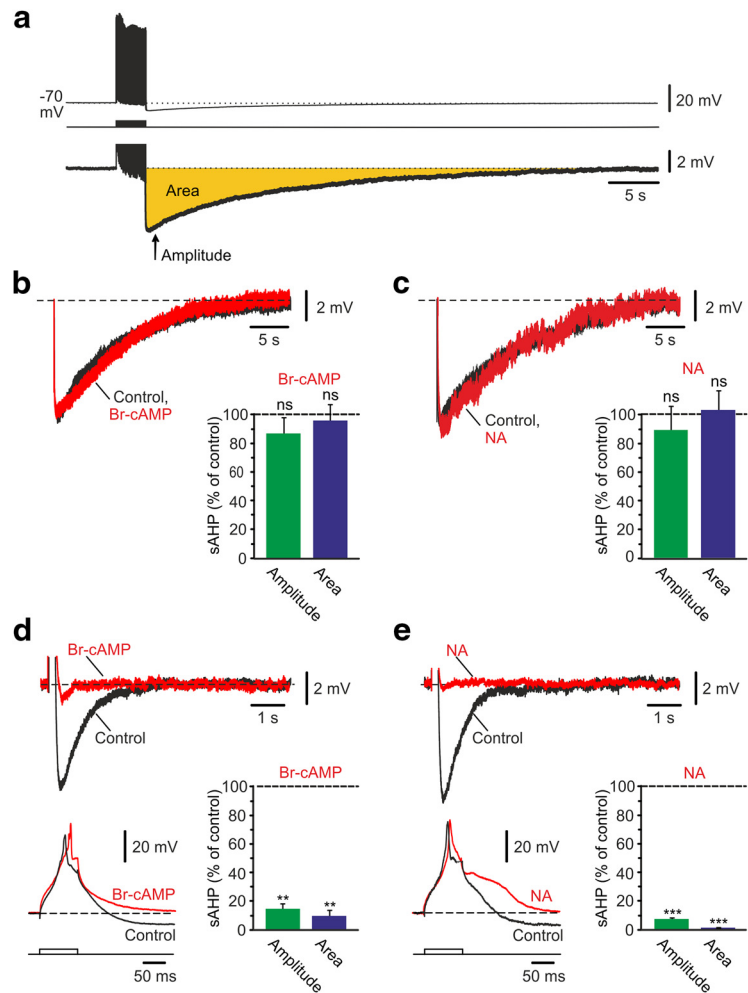 a
-70
mV
20 mV
2 mV
Area
5 s
Amplitude
b
2 mV
5 s
Control,
Br-cAMP
Br-cAMP
ns
ns
100
80
60
40
20
0
sAHP (% of control)
Amplitude
Area
c
2 mV
5 s
Control,
NA
NA
ns
ns
100
80
60
40
20
0
sAHP (% of control)
Amplitude
Area
d
Br-cAMP
2 mV
1 s
Control
20 mV
Br-cAMP
Control
50 ms
Br-cAMP
100
80
60
40
20
0
sAHP (% of control)
**
**
Amplitude
Area
e
NA
2 mV
1 s
Control
20 mV
NA
Control
50 ms
NA
100
80
60
40
20
0
sAHP (% of control)
***
***
Amplitude
Area